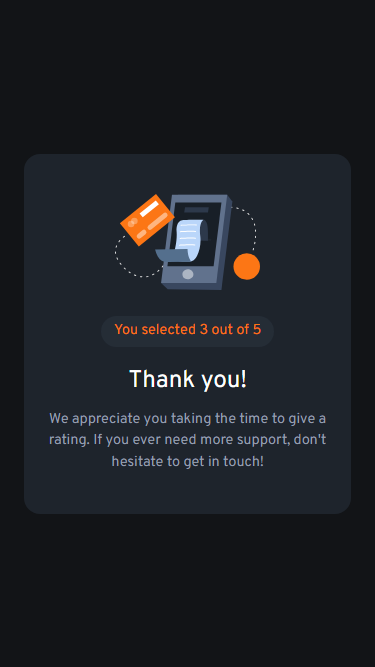 You selected 3 out of 5
Thank you!
We appreciate you taking the time to give a
rating. If you ever need more support, don't
hesitate to get in touch!